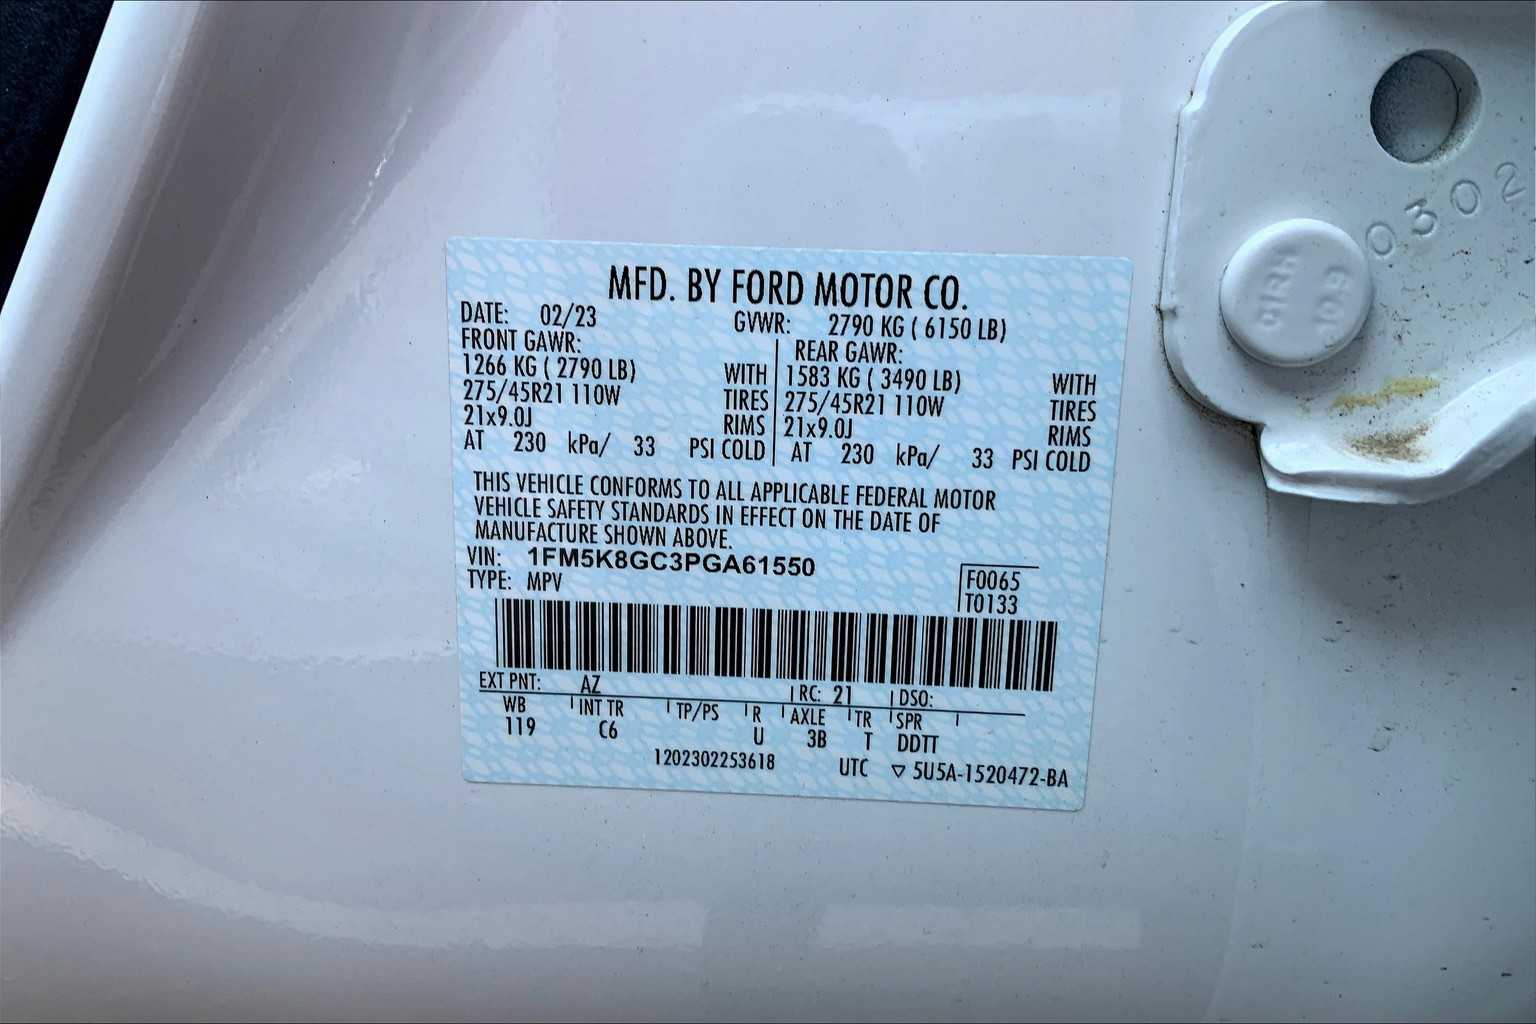 MFD. BY FORD MOTOR CO.
DATE: 02/23 GVWR: 2790 KG ( 6150 LB)
FRONT GAWR: REAR GAWR:
1266 KG ( 2790 LB) WITH 1583 KG ( 3490 LB) WITH
275/45R21 110W TIRES 275/45R21 110W TIRES
21x9.0J RIMS 21x9.0J RIMS
AT 230 kPa/ 33 PSI COLD AT 230 kPa/ 33 PSI COLD
THIS VEHICLE CONFORMS TO ALL APPLICABLE FEDERAL MOTOR
VEHICLE SAFETY STANDARDS IN EFFECT ON THE DATE OF
MANUFACTURE SHOWN ABOVE.
VIN: 1FM5K8GC3PGA61550
TYPE: MPV
F0065
T0133
EXT PNT: AZ RC: 21 DSO:
WB INT TR TP/PS R AXLE TR SPR
119 C6 U 3B T DDTT
1202302253618 UTC ▽ 5U5A-1520472-BA
0302
10.9